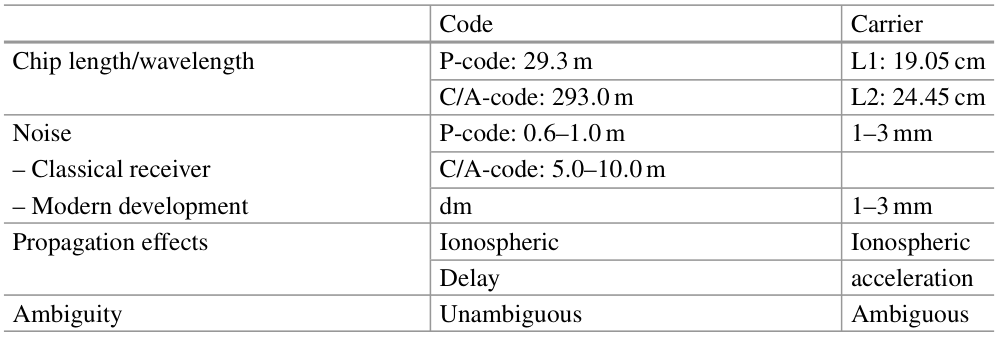 Code Carrier
Chip length/wavelength P-code: 29.3 m L1: 19.05 cm
C/A-code: 293.0 m L2: 24.45 cm
Noise P-code: 0.6–1.0 m 1–3 mm
– Classical receiver C/A-code: 5.0–10.0 m
– Modern development dm 1–3 mm
Propagation effects Ionospheric Ionospheric
Delay acceleration
Ambiguity Unambiguous Ambiguous